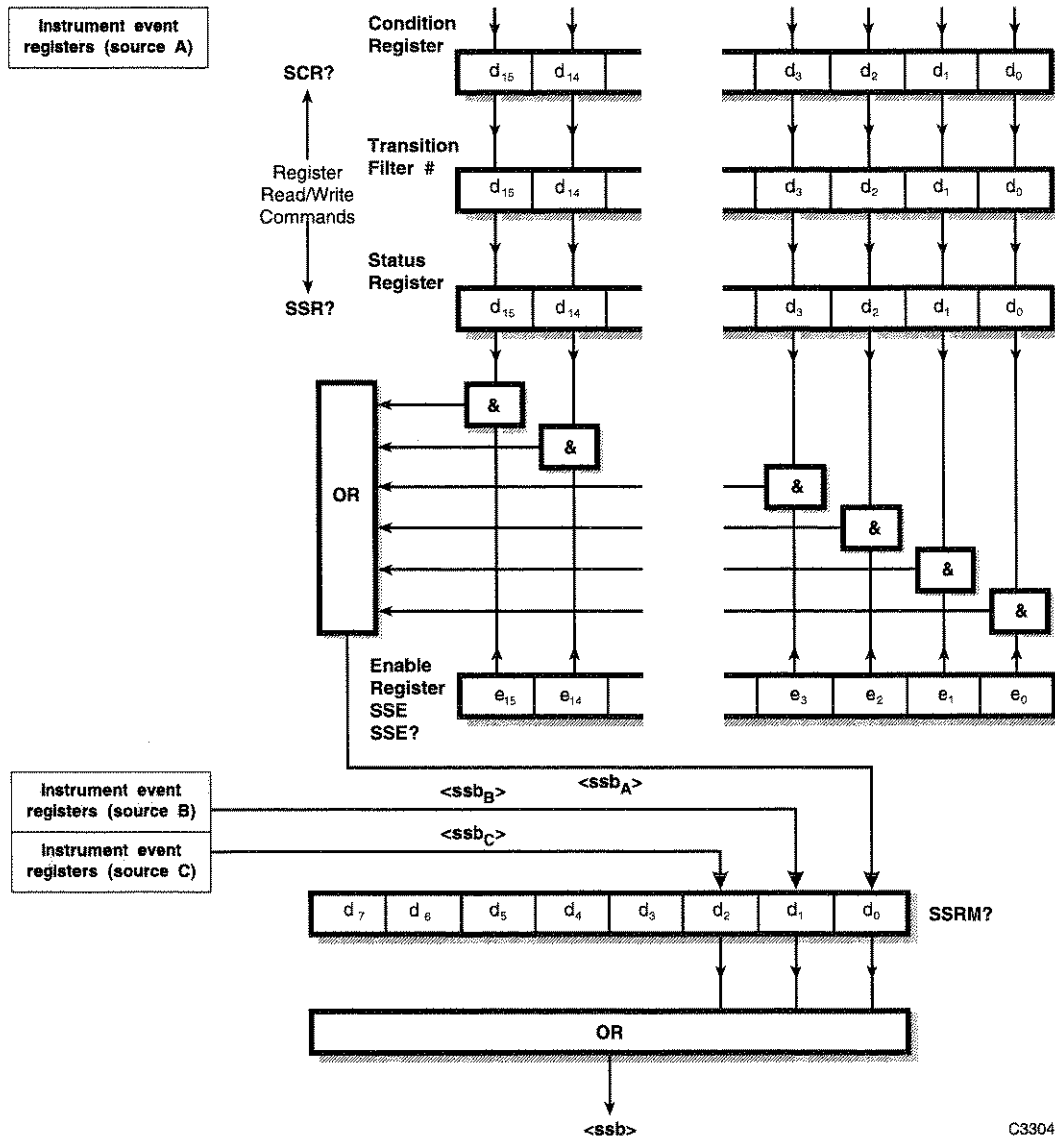 Instrument event
registers (source A)
Condition
Register
SCR?
d15 d14 d3 d2 d1 d0
Transition
Filter #
Register
Read/Write
Commands
d15 d14 d3 d2 d1 d0
Status
Register
SSR?
d15 d14 d3 d2 d1 d0
&
&
OR
&
&
&
&
Enable
Register
SSE
SSE?
e15 e14 e3 e2 e1 e0
Instrument event
registers (source B)
<ssbB>
<ssbA>
Instrument event
registers (source C)
<ssbC>
d7 d6 d5 d4 d3 d2 d1 d0
SSRM?
OR
<ssb>
C3304